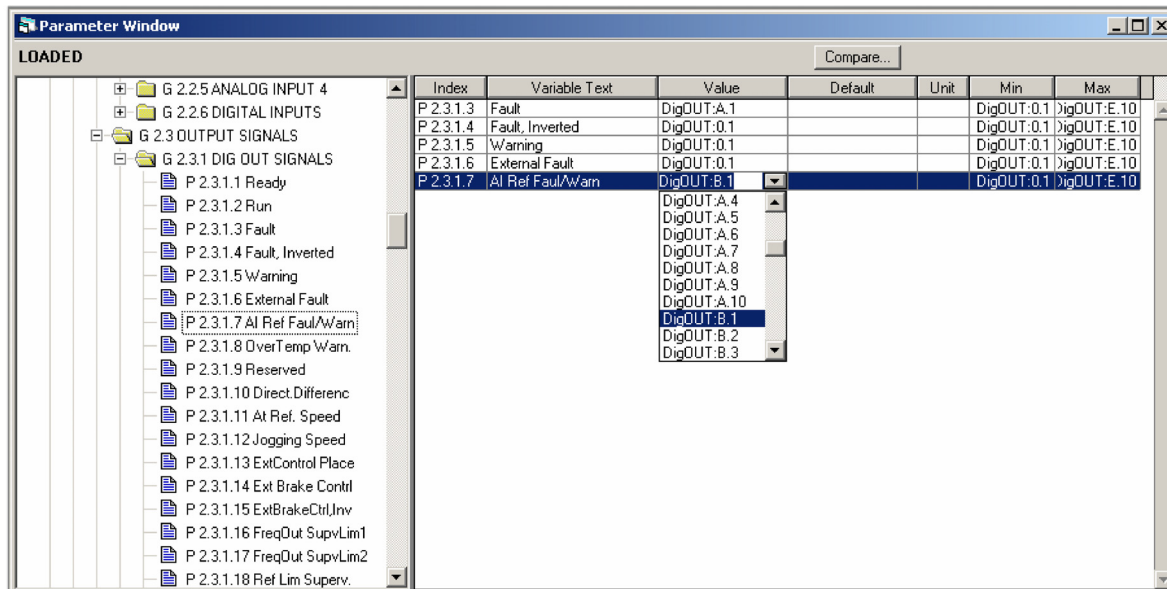 Parameter Window
LOADED
Compare...
G 2.2.5 ANALOG INPUT 4
G 2.2.6 DIGITAL INPUTS
G 2.3 OUTPUT SIGNALS
G 2.3.1 DIG OUT SIGNALS
P 2.3.1.1 Ready
P 2.3.1.2 Run
P 2.3.1.3 Fault
P 2.3.1.4 Fault, Inverted
P 2.3.1.5 Warning
P 2.3.1.6 External Fault
P 2.3.1.7 AI Ref Faul/Warn
P 2.3.1.8 OverTemp Warn.
P 2.3.1.9 Reserved
P 2.3.1.10 Direct.Differenc
P 2.3.1.11 At Ref. Speed
P 2.3.1.12 Jogging Speed
P 2.3.1.13 ExtControl Place
P 2.3.1.14 Ext Brake Contrl
P 2.3.1.15 ExtBrakeCtrl,Inv
P 2.3.1.16 FreqOut SupvLim1
P 2.3.1.17 FreqOut SupvLim2
P 2.3.1.18 Ref Lim Superv.
Index Variable Text Value Default Unit Min Max
P 2.3.1.3 Fault DigOUT:A.1 DigOUT:0.1 DigOUT:E.10
P 2.3.1.4 Fault, Inverted DigOUT:0.1 DigOUT:0.1 DigOUT:E.10
P 2.3.1.5 Warning DigOUT:0.1 DigOUT:0.1 DigOUT:E.10
P 2.3.1.6 External Fault DigOUT:0.1 DigOUT:0.1 DigOUT:E.10
P 2.3.1.7 AI Ref Faul/Warn DigOUT:B.1 DigOUT:0.1 DigOUT:E.10
DigOUT:A.4
DigOUT:A.5
DigOUT:A.6
DigOUT:A.7
DigOUT:A.8
DigOUT:A.9
DigOUT:A.10
DigOUT:B.1
DigOUT:B.2
DigOUT:B.3